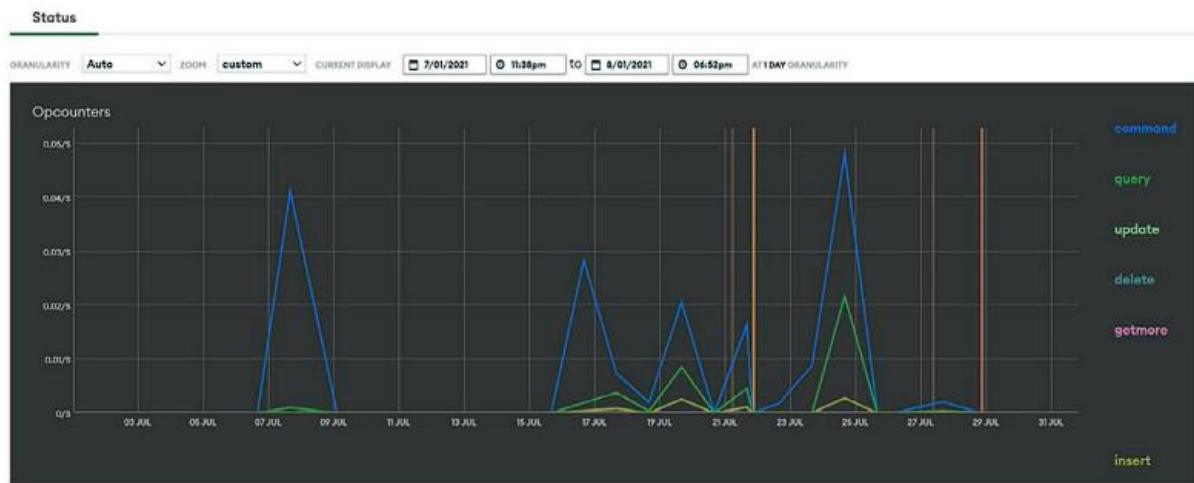 Status
GRANULARITY Auto ZOOM custom CURRENT DISPLAY 7/01/2021 11:38pm to 8/01/2021 06:52pm AT 1 DAY GRANULARITY
Opcounters
command
0.05/S
query
0.04/S
update
0.03/S
delete
0.02/S
getmore
0.01/S
0/S
03 JUL 05 JUL 07 JUL 09 JUL 11 JUL 13 JUL 15 JUL 17 JUL 19 JUL 21 JUL 23 JUL 25 JUL 27 JUL 29 JUL 31 JUL
insert